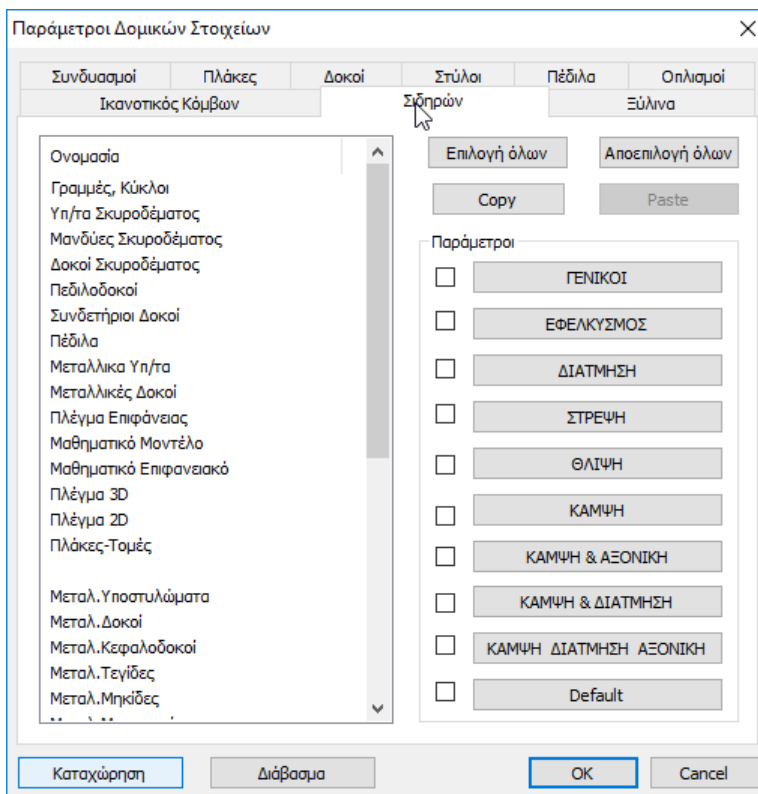 Παράμετροι Δομικών Στοιχείων
Συνδυασμοί Πλάκες Δοκοί Στύλοι Πέδιλα Οπλισμοί
Ικανοτικός Κόμβων Σιδηρών Ξύλινα
Ονομασία
Γραμμές, Κύκλοι
Υπ/τα Σκυροδέματος
Μανδύες Σκυροδέματος
Δοκοί Σκυροδέματος
Πεδιλοδοκοί
Συνδετήριοι Δοκοί
Πέδιλα
Μεταλλικα Υπ/τα
Μεταλλικές Δοκοί
Πλέγμα Επιφάνειας
Μαθηματικό Μοντέλο
Μαθηματικό Επιφανειακό
Πλέγμα 3D
Πλέγμα 2D
Πλάκες-Τομές
Μεταλ.Υποστυλώματα
Μεταλ.Δοκοί
Μεταλ.Κεφαλοδοκοί
Μεταλ.Τεγίδες
Μεταλ.Μηκίδες
Επιλογή όλων Αποεπιλογή όλων
Copy Paste
Παράμετροι
ΓΕΝΙΚΟΙ
ΕΦΕΛΚΥΣΜΟΣ
ΔΙΑΤΜΗΣΗ
ΣΤΡΕΨΗ
ΘΛΙΨΗ
ΚΑΜΨΗ
ΚΑΜΨΗ & ΑΞΟΝΙΚΗ
ΚΑΜΨΗ & ΔΙΑΤΜΗΣΗ
ΚΑΜΨΗ ΔΙΑΤΜΗΣΗ ΑΞΟΝΙΚΗ
Default
Καταχώρηση Διάβασμα OK Cancel